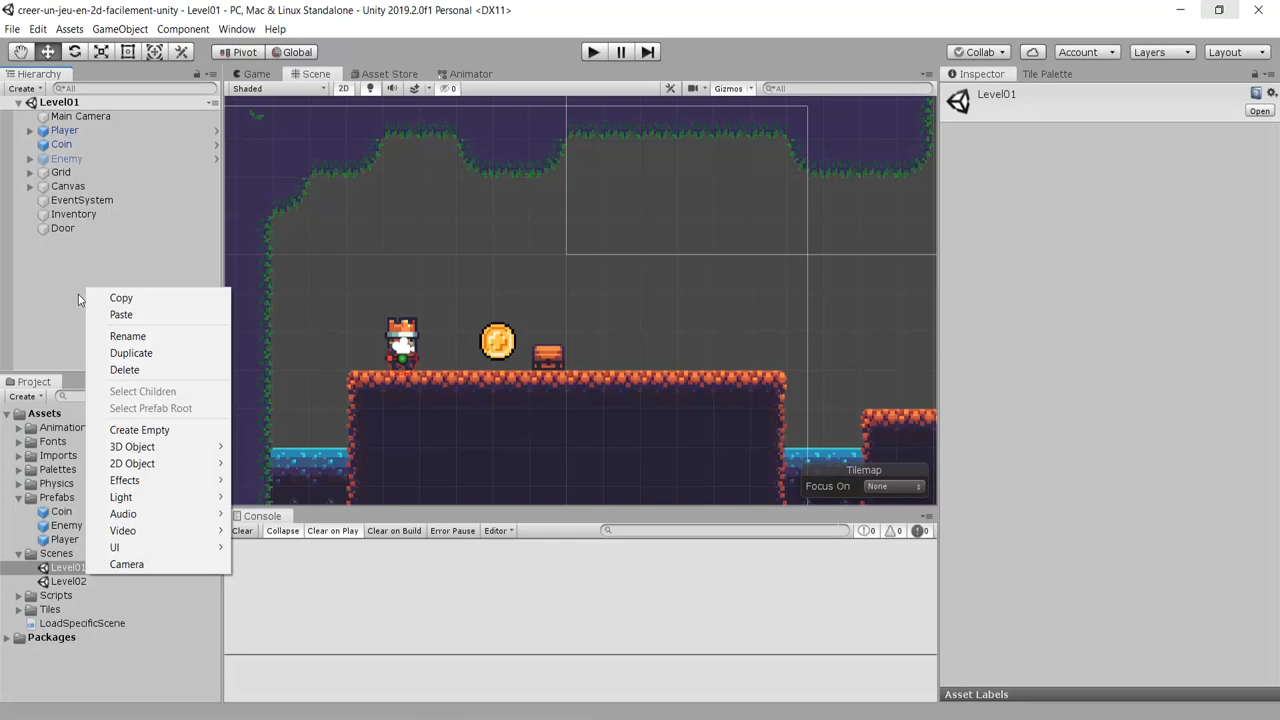 creer-un-jeu-en-2d-facilement-unity - Level01 - PC, Mac & Linux Standalone - Unity 2019.2.0f1 Personal <DX11>
File Edit Assets GameObject Component Window Help
Pivot Global Collab Account Layers Layout
Hierarchy Game Scene Asset Store Animator Inspector Tile Palette
Create All Shaded 2D 0 Gizmos All Level01
Open
Level01
Main Camera
Player
Coin
Enemy
Grid
Canvas
EventSystem
Inventory
Door
Copy
Paste
Rename
Duplicate
Delete
Select Children
Select Prefab Root
Create Empty
3D Object
2D Object
Effects
Light
Audio
Video
UI
Camera
Project
Create
Assets
Animation
Fonts
Imports
Palettes
Physics
Prefabs
Coin
Enemy
Player
Scenes
Level01
Level02
Scripts
Tiles
LoadSpecificScene
Packages
Tilemap
Focus On None
Console
Clear Collapse Clear on Play Clear on Build Error Pause Editor 0 0 0
Asset Labels